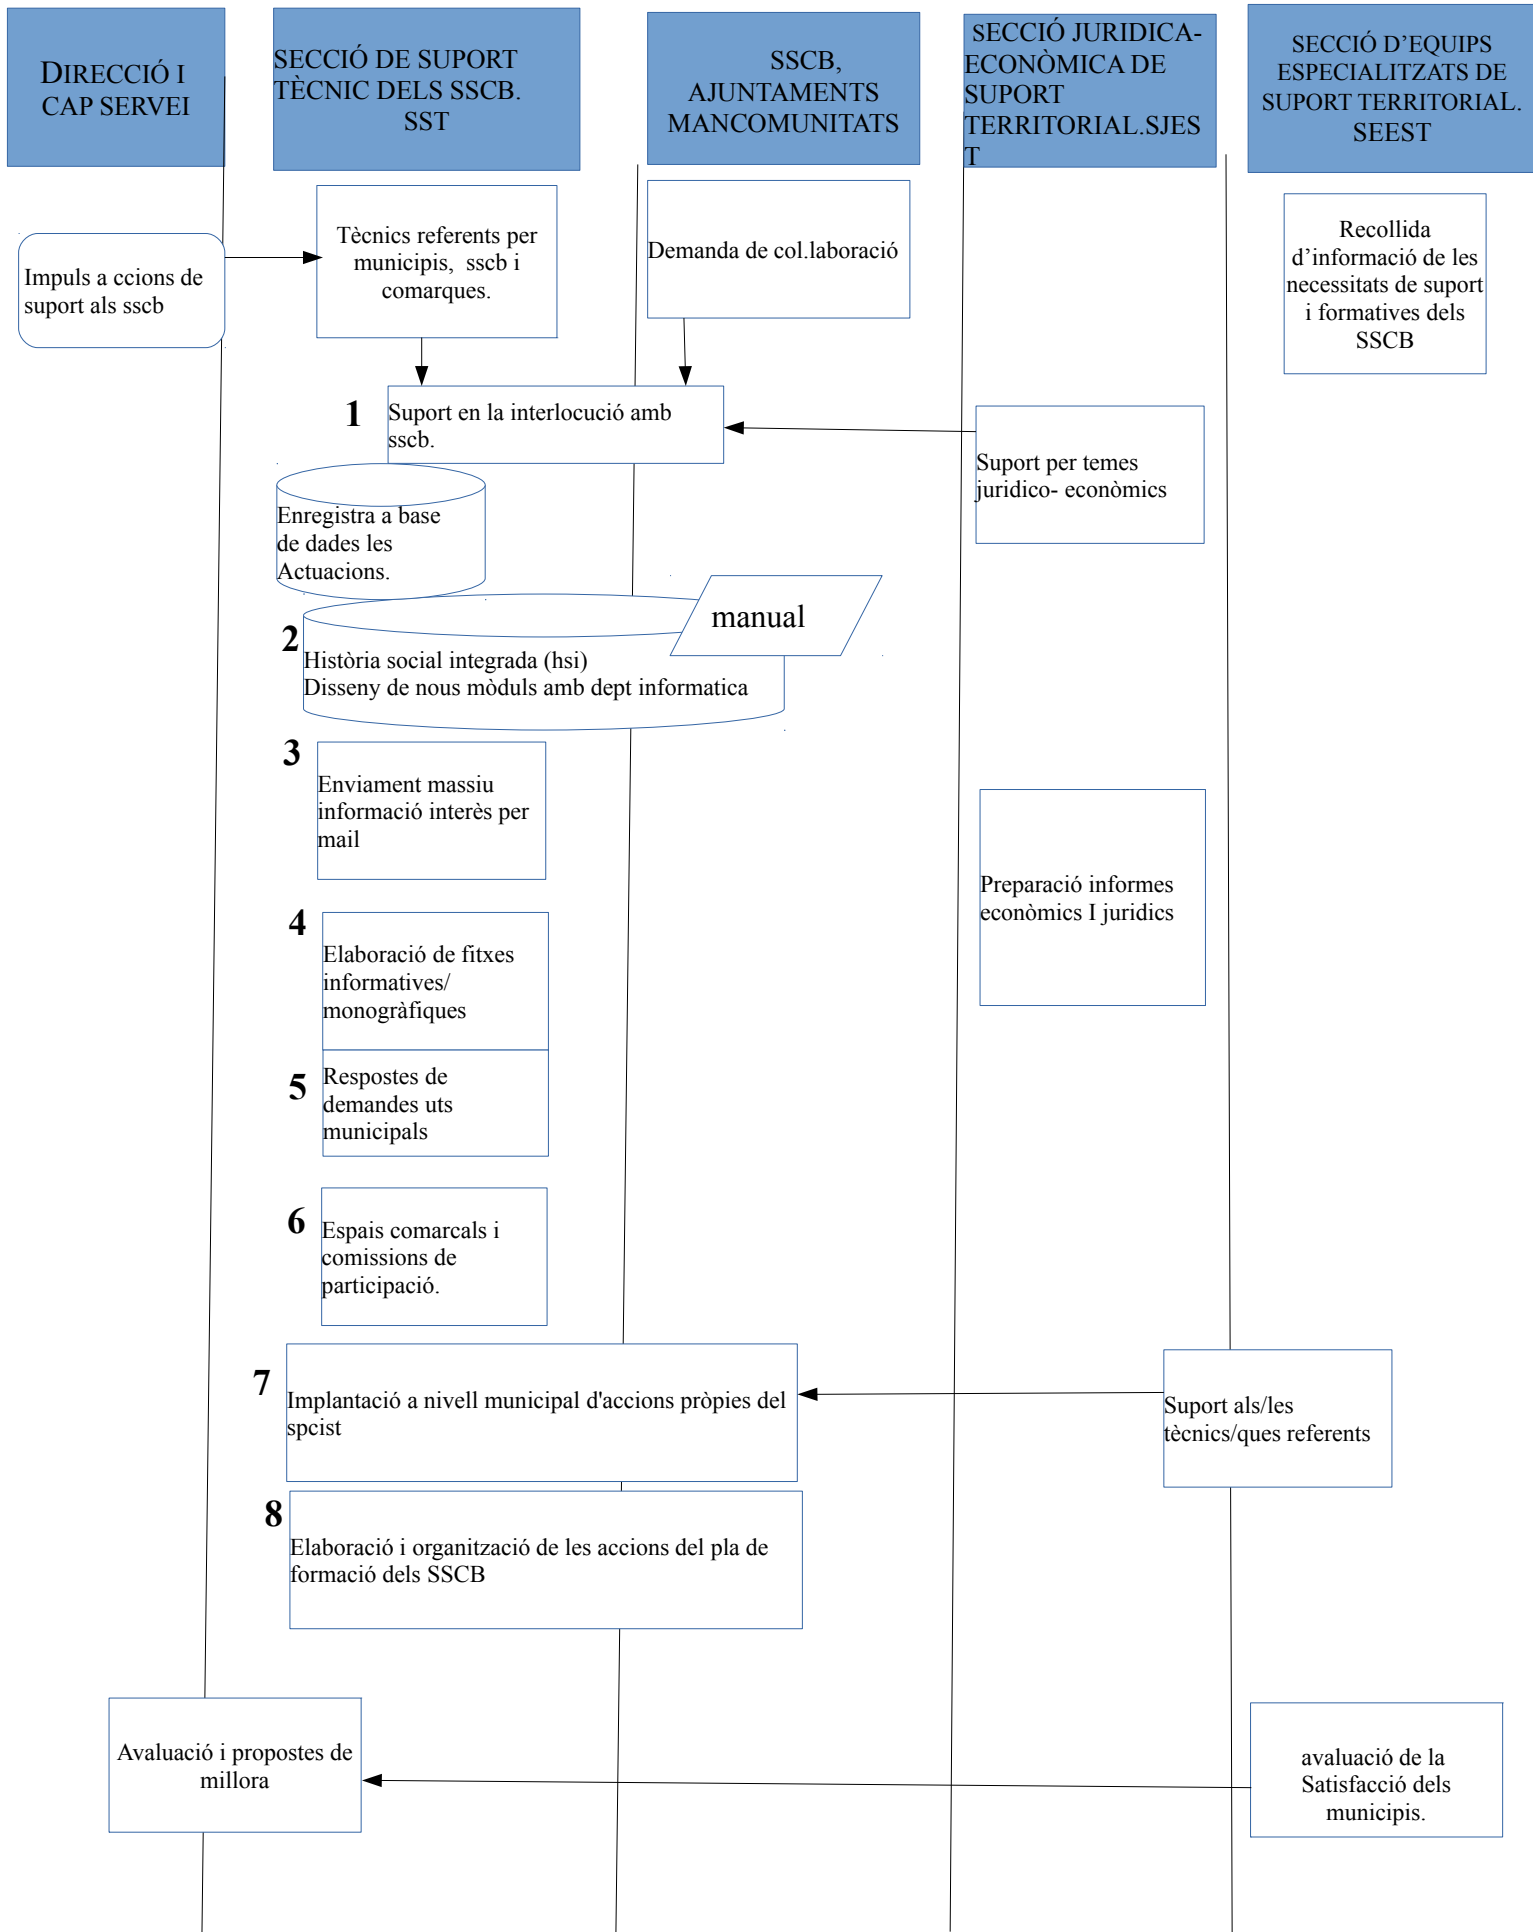 DIRECCIÓ I
CAP SERVEI
SECCIÓ DE SUPORT
TÈCNIC DELS SSCB.
SST
SSCB,
AJUNTAMENTS
MANCOMUNITATS
SECCIÓ JURIDICA-
ECONÒMICA DE
SUPORT
TERRITORIAL.SJES
T
SECCIÓ D'EQUIPS
ESPECIALITZATS DE
SUPORT TERRITORIAL.
SEEST
Impuls a ccions de
suport als sscb
Tècnics referents per
municipis, sscb i
comarques.
Demanda de col.laboració
Recollida
d'informació de les
necessitats de suport
i formatives dels
SSCB
1
Suport en la interlocució amb
sscb.
Suport per temes
juridico- econòmics
Enregistra a base
de dades les
Actuacions.
manual
2
Història social integrada (hsi)
Disseny de nous mòduls amb dept informatica
3
Enviament massiu
informació interès per
mail
Preparació informes
econòmics I juridics
4
Elaboració de fitxes
informatives/
monogràfiques
5
Respostes de
demandes uts
municipals
6
Espais comarcals i
comissions de
participació.
7
Implantació a nivell municipal d'accions pròpies del
spcist
Suport als/les
tècnics/ques referents
8
Elaboració i organització de les accions del pla de
formació dels SSCB
Avaluació i propostes de
millora
avaluació de la
Satisfacció dels
municipis.